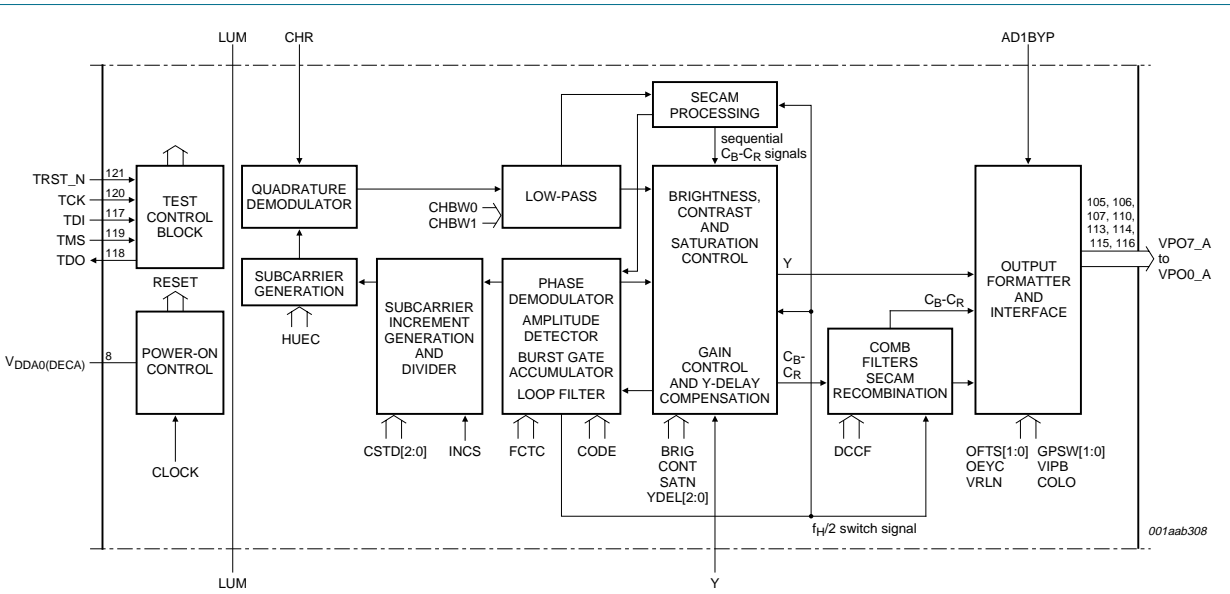 LUM
CHR
AD1BYP
SECAM
PROCESSING
sequential
CB-CR signals
TRST_N
121
TCK
120
TDI
117
TMS
119
TDO
118
TEST
CONTROL
BLOCK
QUADRATURE
DEMODULATOR
CHBW0
CHBW1
LOW-PASS
BRIGHTNESS,
CONTRAST
AND
SATURATION
CONTROL
GAIN
CONTROL
AND Y-DELAY
COMPENSATION
Y
CB-CR
OUTPUT
FORMATTER
AND
INTERFACE
105, 106,
107, 110,
113, 114,
115, 116
VPO7_A
to
VPO0_A
RESET
VDDA0(DECA)
8
POWER-ON
CONTROL
CLOCK
SUBCARRIER
GENERATION
HUEC
SUBCARRIER
INCREMENT
GENERATION
AND
DIVIDER
CSTD[2:0]
INCS
PHASE
DEMODULATOR
AMPLITUDE
DETECTOR
BURST GATE
ACCUMULATOR
LOOP FILTER
FCTC
CODE
BRIG
CONT
SATN
YDEL[2:0]
CB-
CR
COMB
FILTERS
SECAM
RECOMBINATION
DCCF
OFTS[1:0]
OEYC
VRLN
GPSW[1:0]
VIPB
COLO
fH/2 switch signal
001aab308
LUM
Y